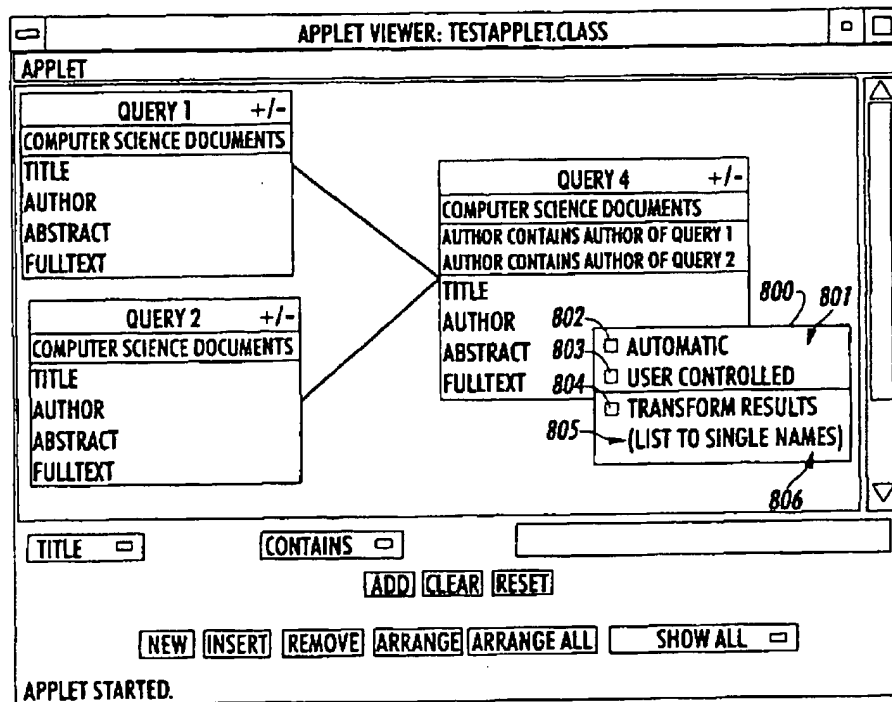 APPLET VIEWER: TESTAPPLET.CLASS
APPLET
QUERY 1 +/-
COMPUTER SCIENCE DOCUMENTS
TITLE
AUTHOR
ABSTRACT
FULLTEXT
QUERY 2 +/-
COMPUTER SCIENCE DOCUMENTS
TITLE
AUTHOR
ABSTRACT
FULLTEXT
QUERY 4 +/-
COMPUTER SCIENCE DOCUMENTS
AUTHOR CONTAINS AUTHOR OF QUERY 1
AUTHOR CONTAINS AUTHOR OF QUERY 2
TITLE
AUTHOR
ABSTRACT
FULLTEXT
800 801
802 AUTOMATIC
803 USER CONTROLLED
804 TRANSFORM RESULTS
805 (LIST TO SINGLE NAMES)
806
TITLE CONTAINS
ADD CLEAR RESET
NEW INSERT REMOVE ARRANGE ARRANGE ALL SHOW ALL
APPLET STARTED.